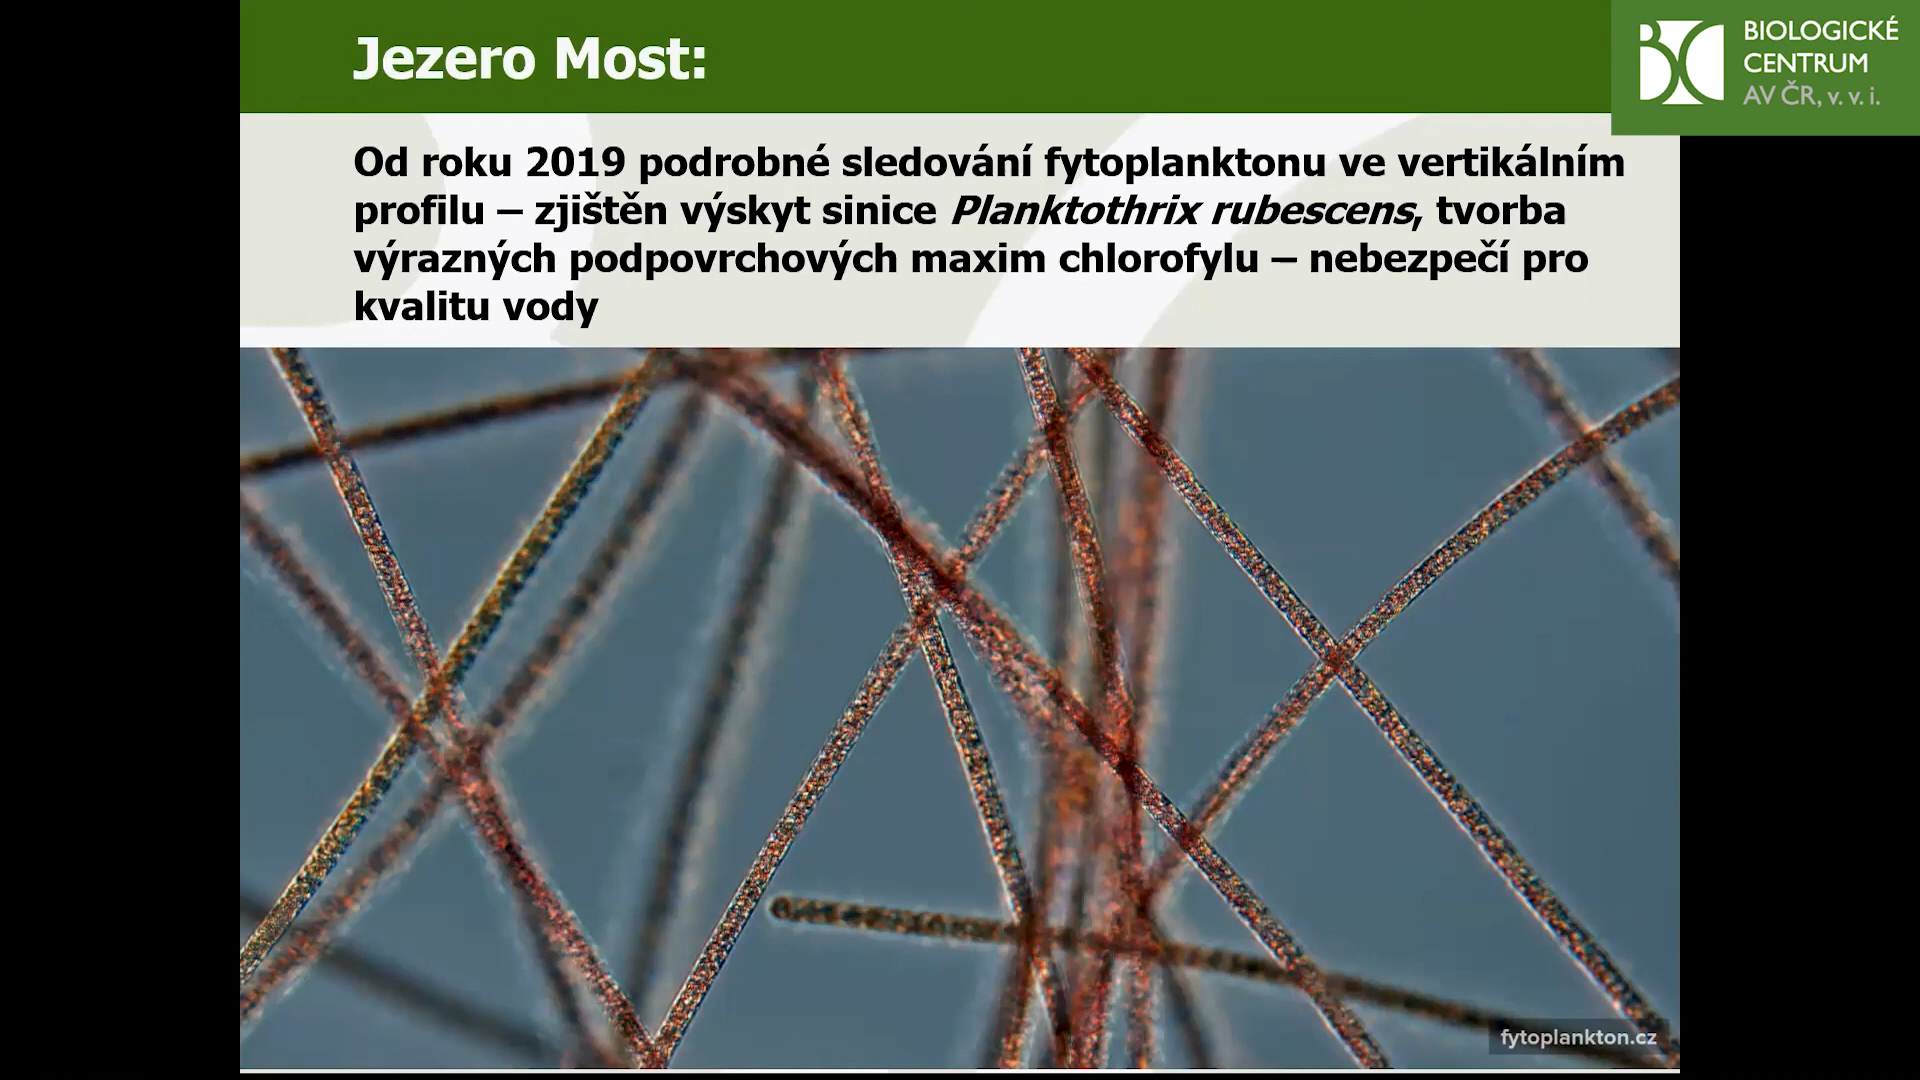 Jezero Most:
BIOLOGICKÉ
CENTRUM
AV ČR, v. v. i.
Od roku 2019 podrobné sledování fytoplanktonu ve vertikálním
profilu – zjištěn výskyt sinice Planktothrix rubescens, tvorba
výrazných podpovrchových maxim chlorofylu – nebezpečí pro
kvalitu vody
fytoplankton.cz